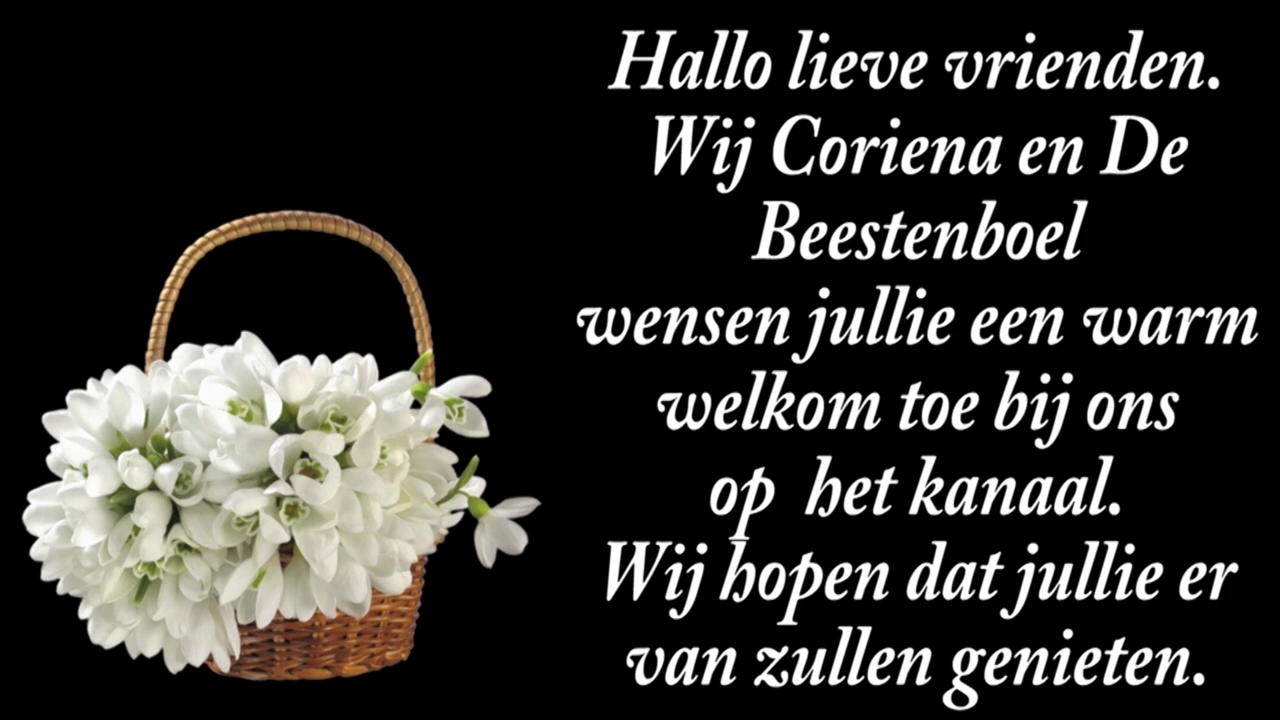 Hallo lieve vrienden.
Wij Coriena en De
Beestenboel
wensen jullie een warm
welkom toe bij ons
op  het kanaal.
Wij hopen dat jullie er
van zullen genieten.